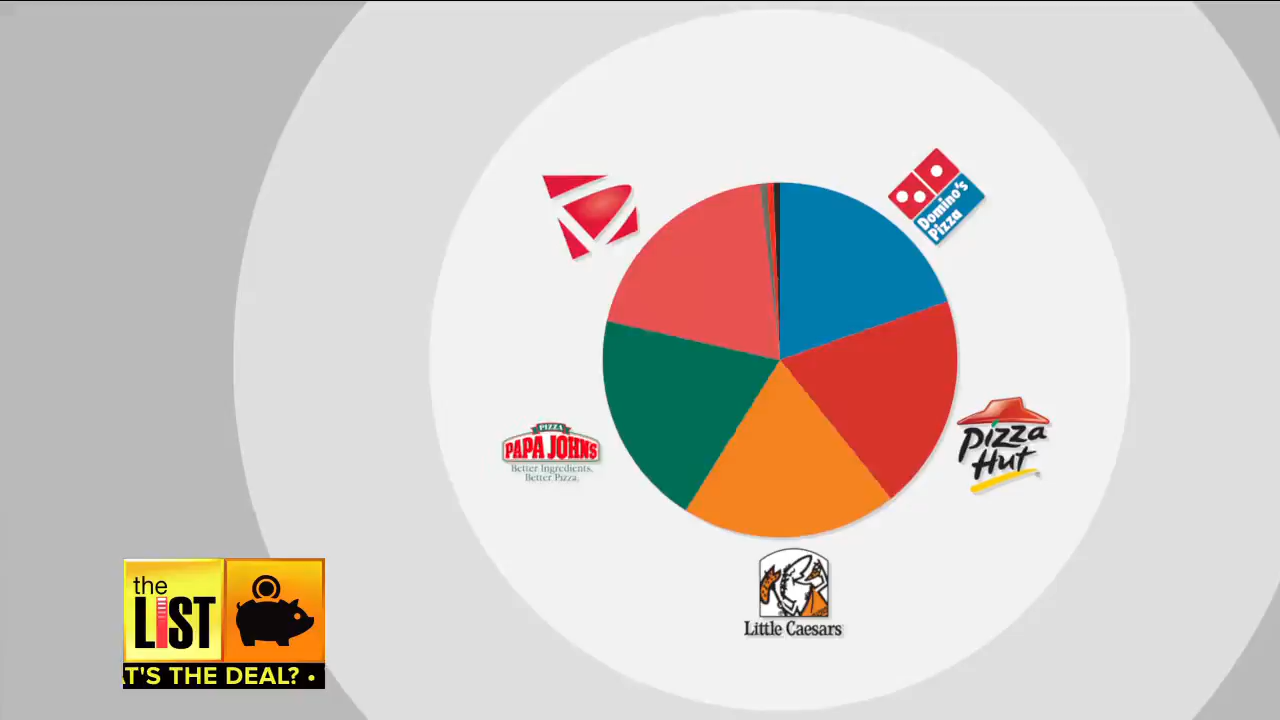 Domino's
Pizza
Pizza
Hut
PIZZA
PAPA JOHNS
Better Ingredients.
Better Pizza.
Little Caesars
the
LIST
T'S THE DEAL? •